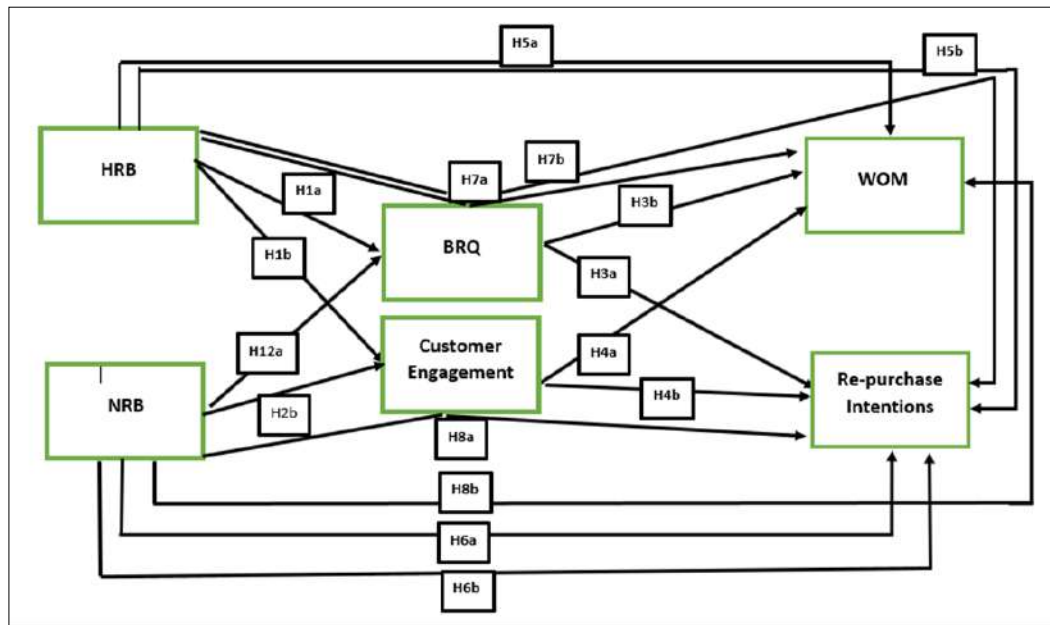 H5a
H5b
HRB
H7b
WOM
H1a
H7a
H3b
BRQ
H1b
H3a
H12a
Customer
Engagement
H4a
Re-purchase
Intentions
NRB
H2b
H4b
H8a
H8b
H6a
H6b